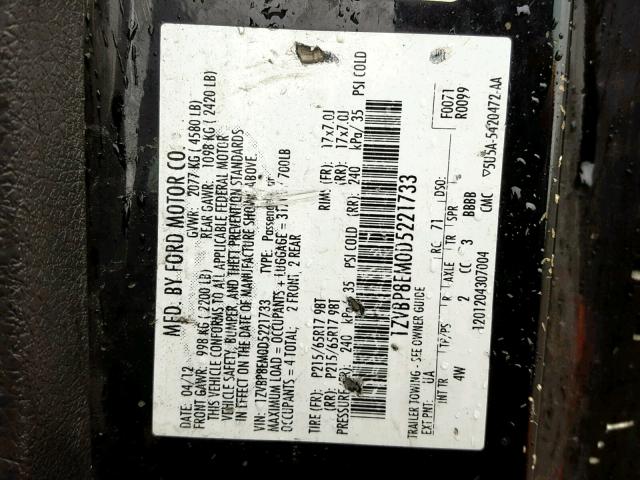 MFD. BY FORD MOTOR CO.
DATE: 04/12 GVWR: 2077 KG ( 4580 LB)
FRONT GAWR: 998 KG ( 2200 LB) REAR GAWR: 1098 KG ( 2420 LB)
THIS VEHICLE CONFORMS TO ALL APPLICABLE FEDERAL MOTOR
VEHICLE SAFETY, BUMPER, AND THEFT PREVENTION STANDARDS
IN EFFECT ON THE DATE OF MANUFACTURE SHOWN ABOVE.
VIN: 1ZVBP8EM0D5221733 TYPE:
MAXIMUM LOAD = OCCUPANTS + LUGGAGE = 700LB
OCCUPANTS = 4 TOTAL: 2 FRONT, 2 REAR
TIRE (FR): P215/65R17 98T RIMS (FR): 17x7.0J
(RR): P215/65R17 98T (RR): 17x7.0J
PRESSURE (FR): 240 kPa/ 35 PSI COLD (RR): 240 kPa/ 35 PSI COLD
1ZVBP8EM0D5221733
TRAILER TOWING - SEE OWNER GUIDE F0071
EXT PNT: UA RC: 71 DSO: R0099
INT TR TP/PS R AXLE TR SPR
4W 2 CC 3 BBBB
1201204307004 CMC ▽5U5A-5420472-AA